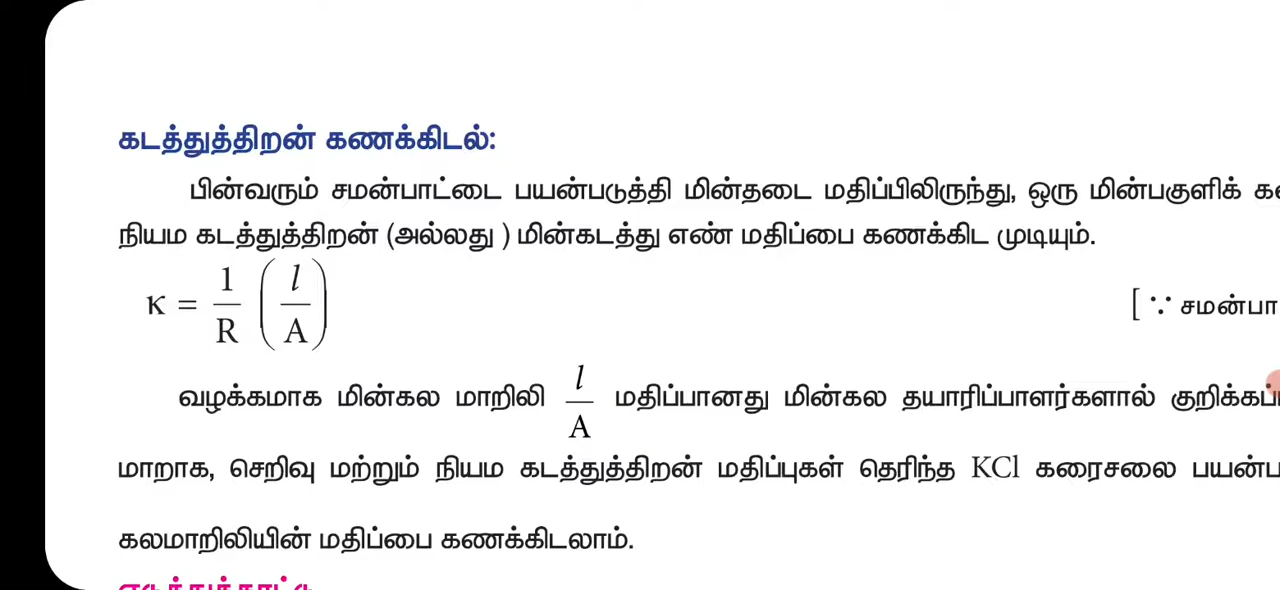 கடத்துத்திறன் கணக்கிடல்:
பின்வரும் சமன்பாட்டை பயன்படுத்தி மின்தடை மதிப்பிலிருந்து, ஒரு மின்பகுளிக்
நியம கடத்துத்திறன் (அல்லது ) மின்கடத்து எண் மதிப்பை கணக்கிட முடியும்.
κ = 1/R (l/A) [ ∵
வழக்கமாக மின்கல மாறிலி l/A மதிப்பானது மின்கல தயாரிப்பாளர்களால்
மாறாக, செறிவு மற்றும் நியம கடத்துத்திறன் மதிப்புகள் தெரிந்த KCl கரைசலை
கலமாறிலியின் மதிப்பை கணக்கிடலாம்.